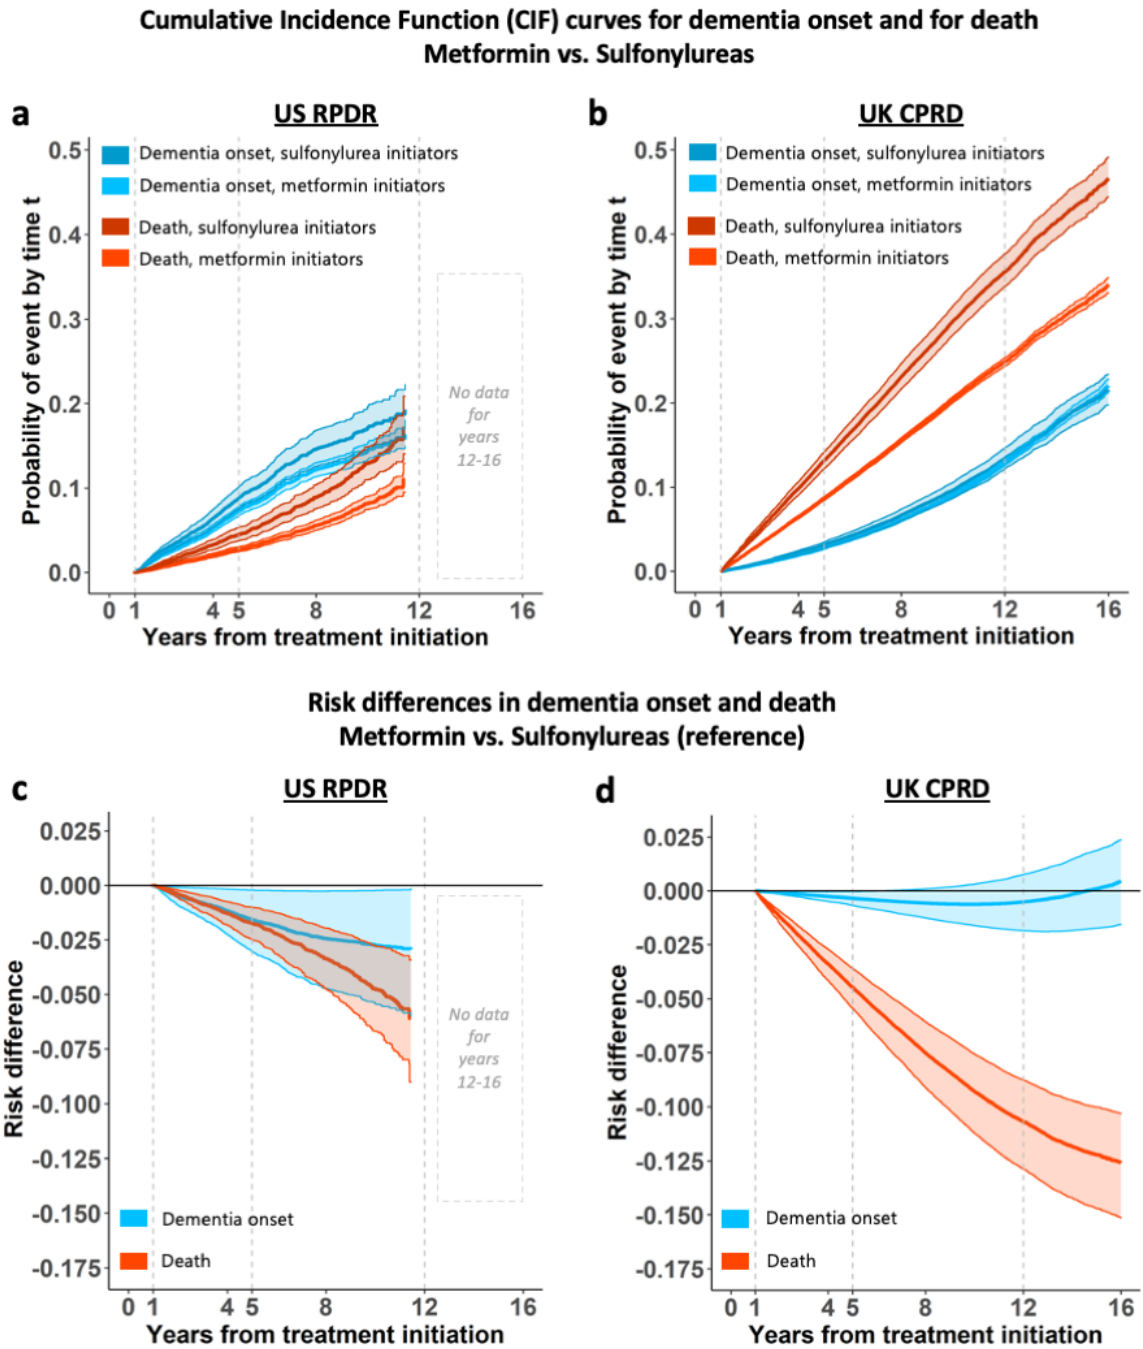 Cumulative Incidence Function (CIF) curves for dementia onset and for death
Metformin vs. Sulfonylureas
a
US RPDR
0.5
0.4
0.3
0.2
0.1
0.0
Probability of event by time t
Dementia onset, sulfonylurea initiators
Dementia onset, metformin initiators
Death, sulfonylurea initiators
Death, metformin initiators
No data
for
years
12-16
0 1 4 5 8 12 16
Years from treatment initiation
b
UK CPRD
0.5
0.4
0.3
0.2
0.1
0.0
Probability of event by time t
Dementia onset, sulfonylurea initiators
Dementia onset, metformin initiators
Death, sulfonylurea initiators
Death, metformin initiators
0 1 4 5 8 12 16
Years from treatment initiation
Risk differences in dementia onset and death
Metformin vs. Sulfonylureas (reference)
c
US RPDR
0.025
0.000
-0.025
-0.050
-0.075
-0.100
-0.125
-0.150
-0.175
Risk difference
No data
for
years
12-16
Dementia onset
Death
0 1 4 5 8 12 16
Years from treatment initiation
d
UK CPRD
0.025
0.000
-0.025
-0.050
-0.075
-0.100
-0.125
-0.150
-0.175
Risk difference
Dementia onset
Death
0 1 4 5 8 12 16
Years from treatment initiation